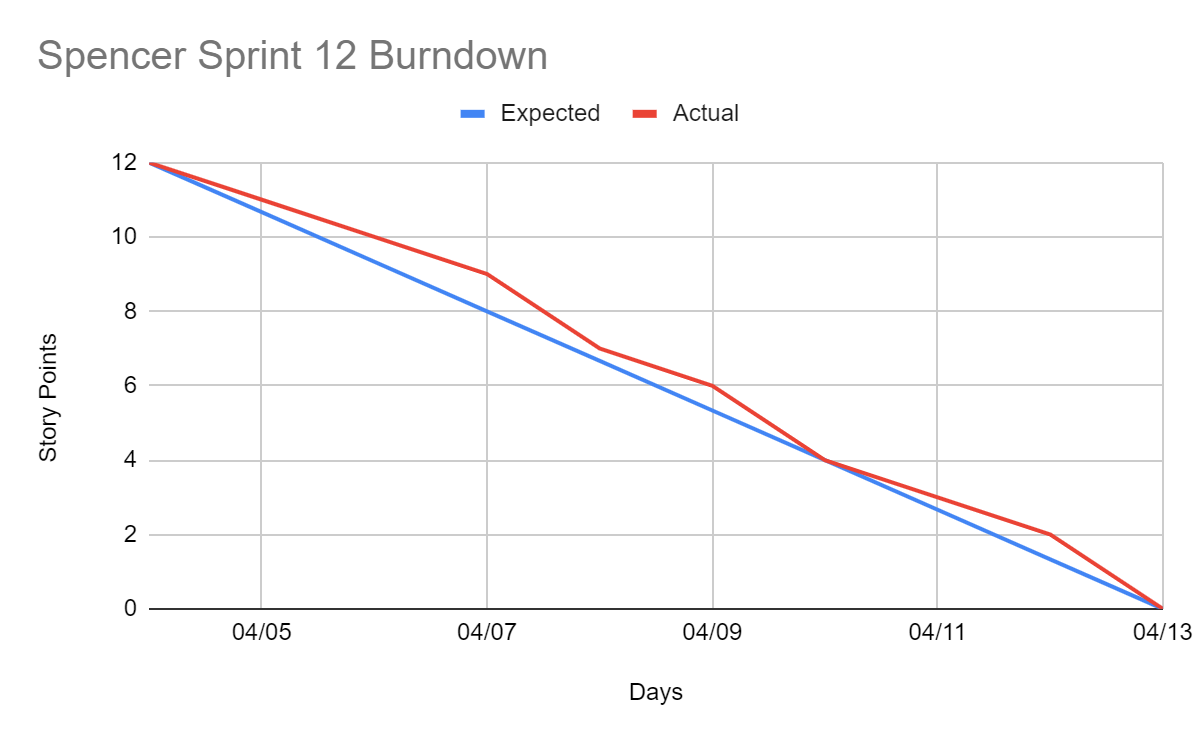 Spencer Sprint 12 Burndown
Expected Actual
12
10
8
6
4
2
0
Story Points
04/05 04/07 04/09 04/11 04/13
Days